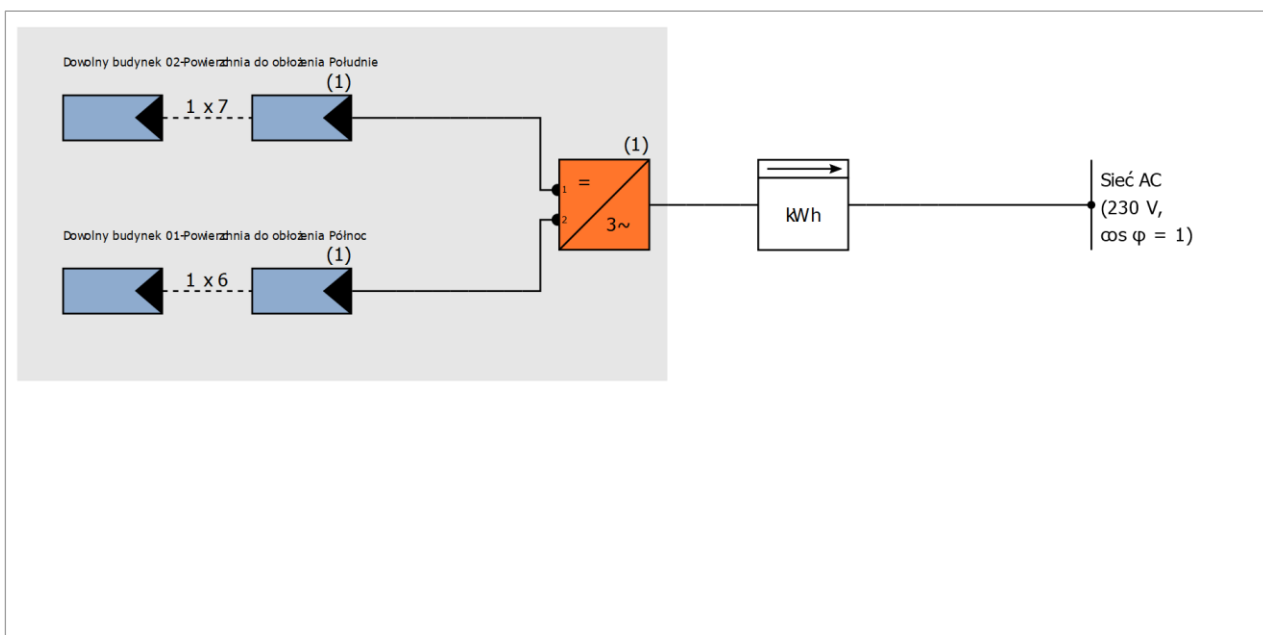 Dowolny budynek 02-Powierzchnia do obłożenia Południe
(1)
1 x 7
(1)
1
=
2
3~
kWh
Sieć AC
(230 V,
cos φ = 1)
Dowolny budynek 01-Powierzchnia do obłożenia Północ
(1)
1 x 6